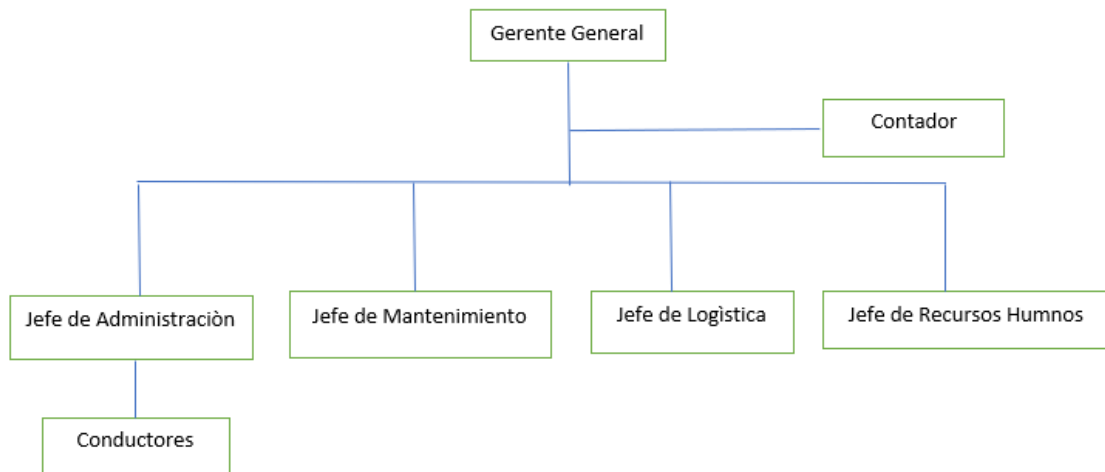 Gerente General
Contador
Jefe de Administraciòn
Jefe de Mantenimiento
Jefe de Logìstica
Jefe de Recursos Humnos
Conductores